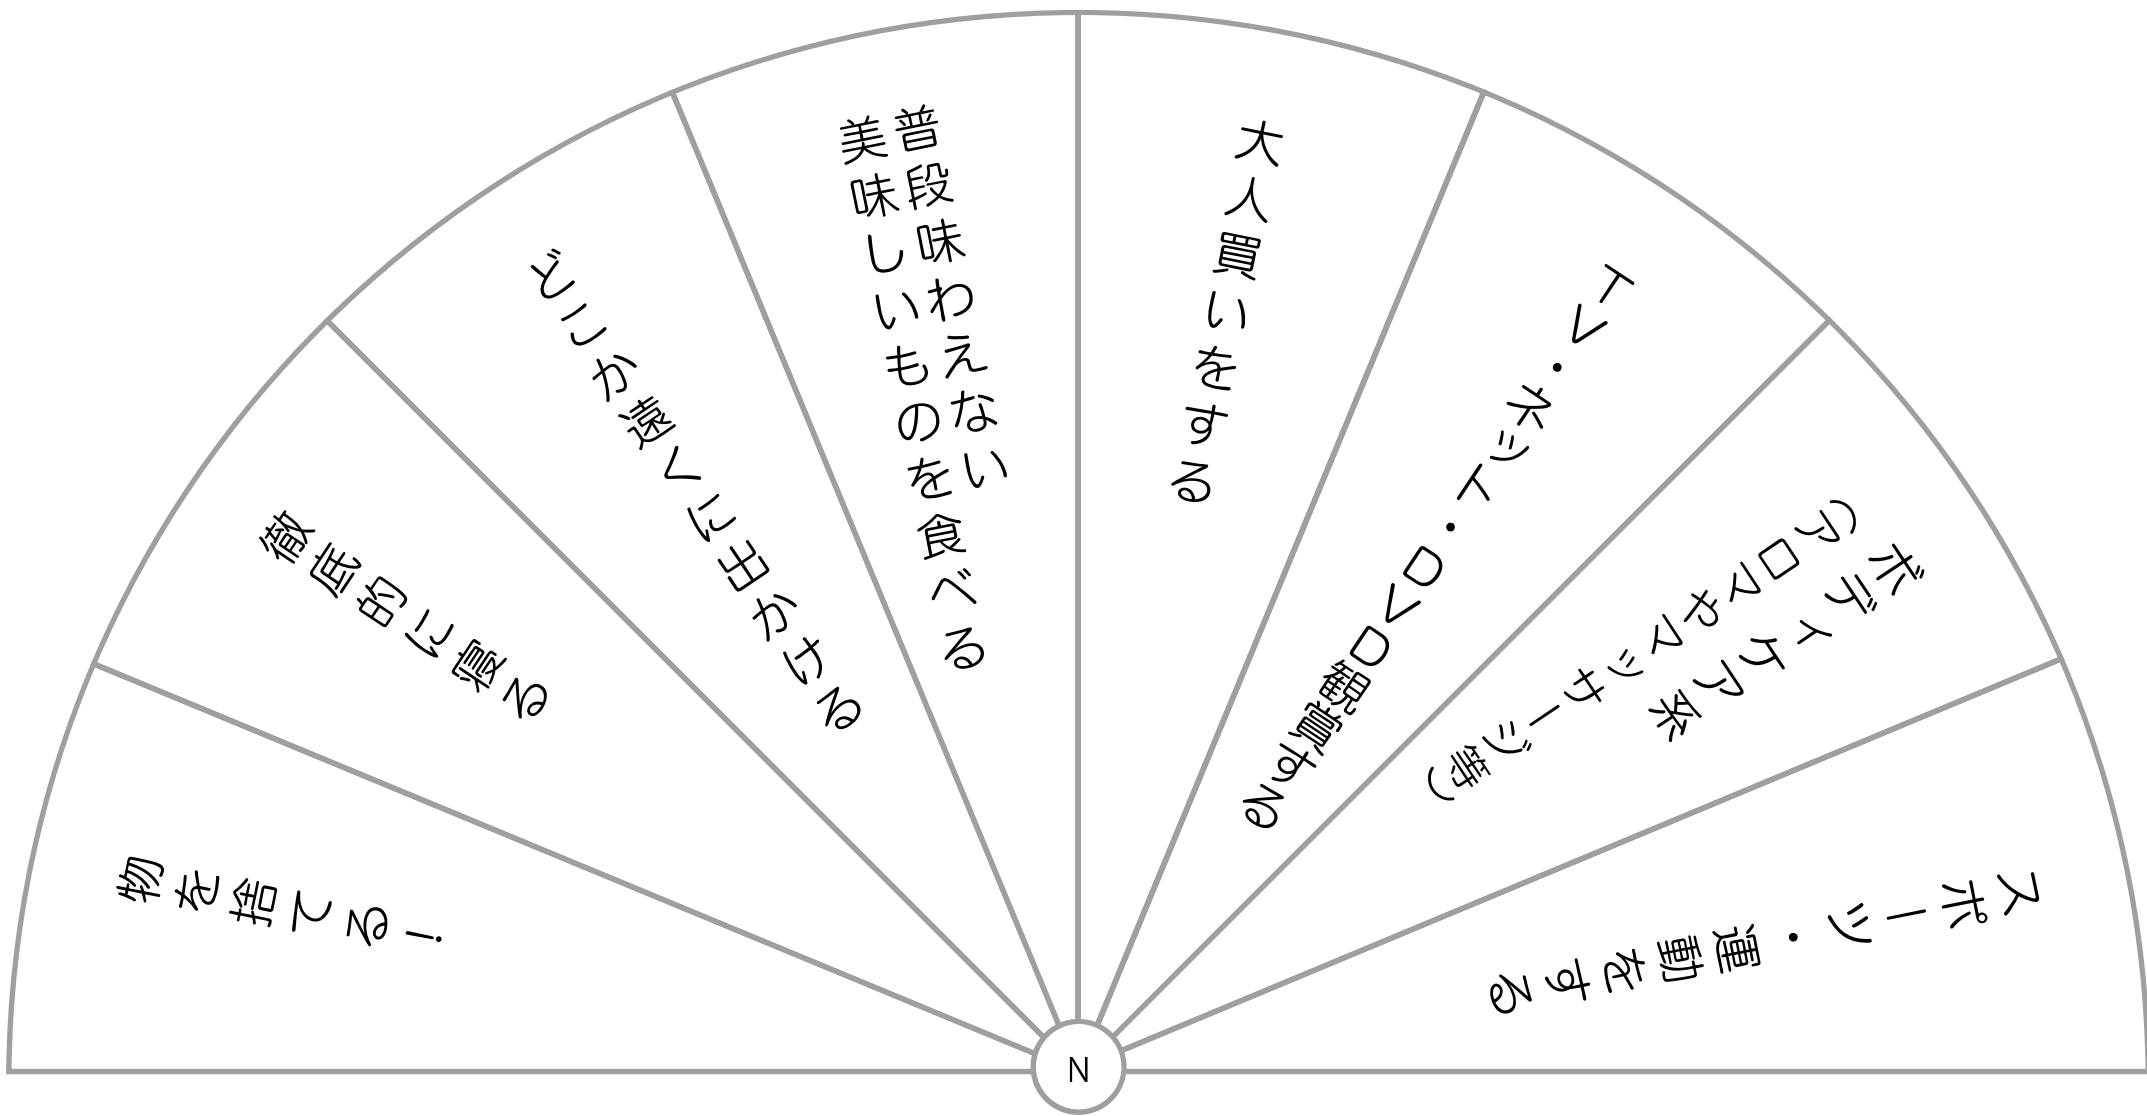 物を捨てる！
徹底的に寝る
どこか遠くに出かける
普段味わえない
美味しいものを食べる
大人買いをする
TV・ネット・DVD観賞する
ボディケア系
（アロマやマッサージ等）
スポーツ・運動をする
N